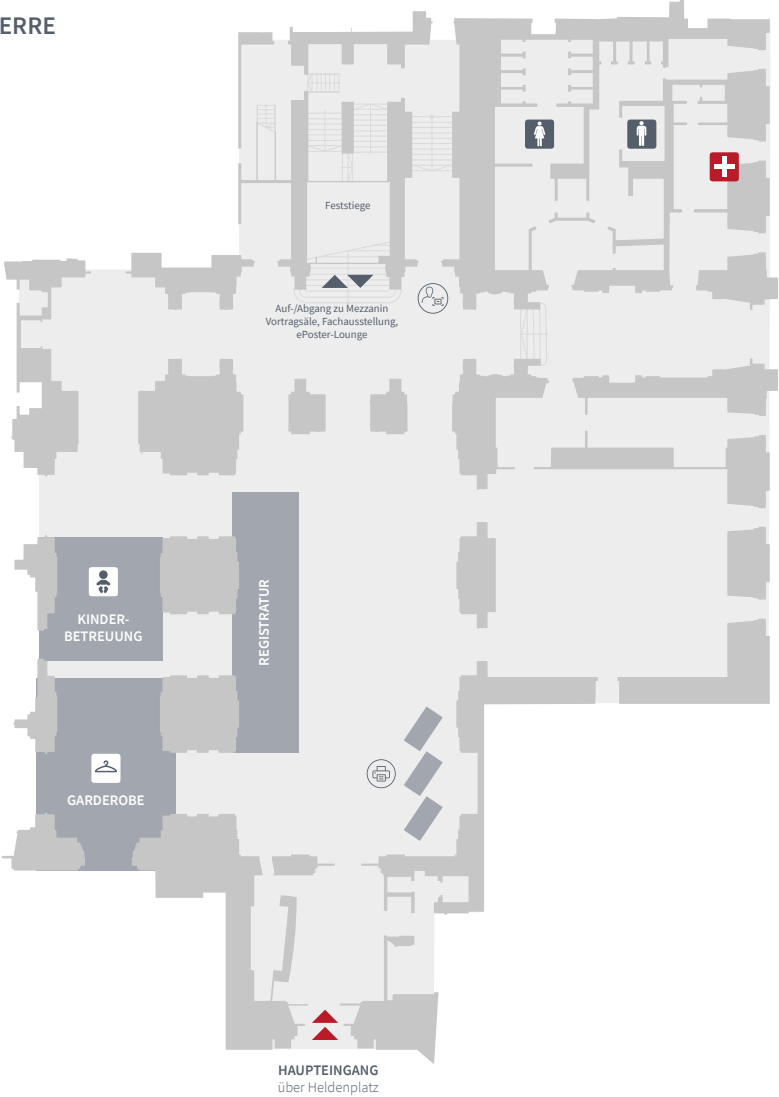 ERRE
Feststiege
Auf-/Abgang zu Mezzanin
Vortragsäle, Fachausstellung,
ePoster-Lounge
REGISTRATUR
KINDER-
BETREUUNG
GARDEROBE
HAUPTEINGANG
über Heldenplatz